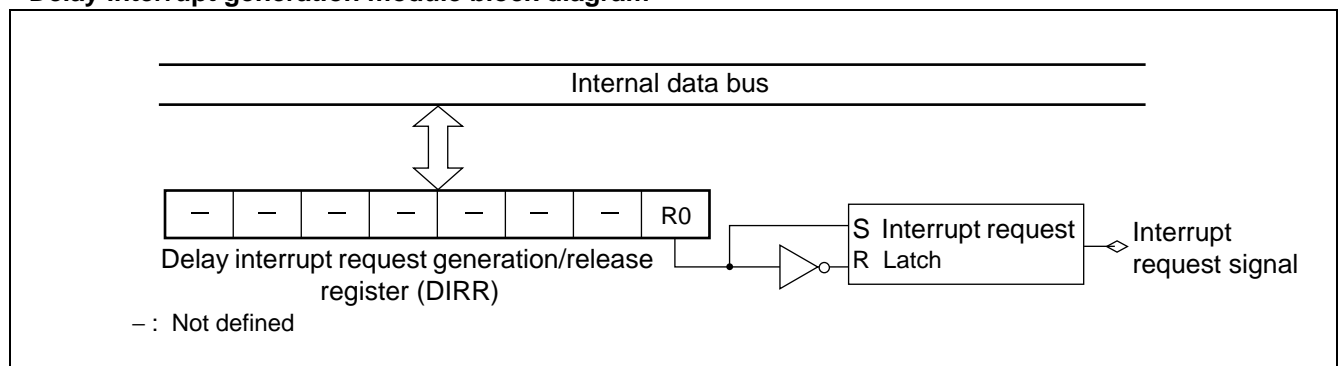 Delay interrupt generation module block diagram
Internal data bus
– – – – – – – R0
S Interrupt request
R Latch
Interrupt
request signal
Delay interrupt request generation/release
register (DIRR)
– : Not defined